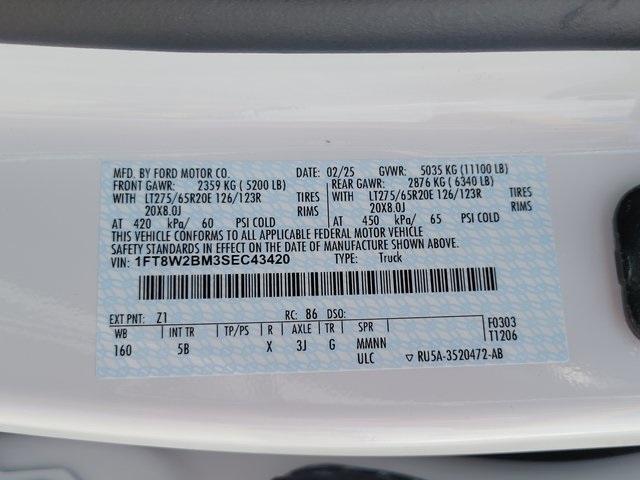 MFD. BY FORD MOTOR CO. 02/25 GVWR: 5035 KG (11100 LB)
FRONT GAWR: 2359 KG ( 5200 LB) REAR GAWR: 2876 KG ( 6340 LB)
WITH LT275/65R20E 126/123R TIRES WITH LT275/65R20E 126/123R TIRES
20X8.0J RIMS 20X8.0J RIMS
AT 420 kPa/ 60 PSI COLD AT 450 kPa/ 65 PSI COLD
THIS VEHICLE CONFORMS TO ALL APPLICABLE FEDERAL MOTOR VEHICLE
SAFETY STANDARDS IN EFFECT ON THE DATE OF MANUFACTURE SHOWN ABOVE.
VIN: 1FT8W2BM3SEC43420 TYPE: Truck
EXT PNT: Z1 RC: 86 DSO: F0303
WB INT TR TP/PS R AXLE TR SPR T1206
160 5B X 3J G MMNN
ULC ▽ RU5A-3520472-AB